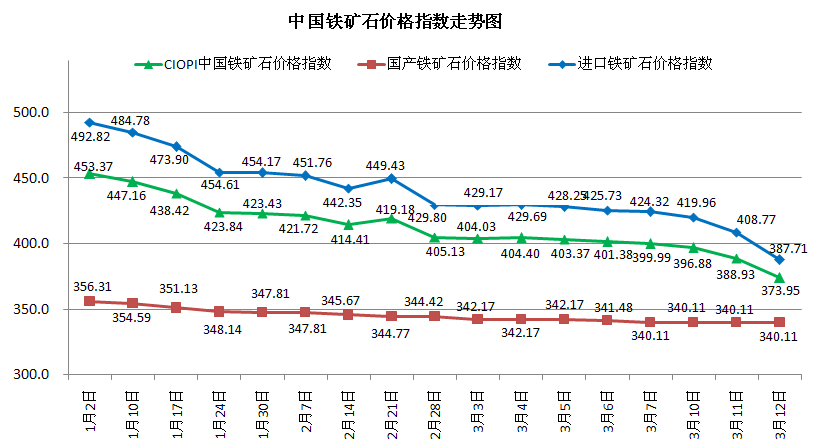 中国铁矿石价格指数走势图
CIOPI中国铁矿石价格指数 国产铁矿石价格指数 进口铁矿石价格指数
500.0
450.0
400.0
350.0
300.0
492.82 484.78 473.90 454.61 454.17 451.76 442.35 449.43 429.80 429.17 429.69 428.25 425.73 424.32 419.96 408.77 387.71
453.37 447.16 438.42 423.84 423.43 421.72 414.41 419.18 405.13 404.03 404.40 403.37 401.38 399.99 396.88 388.93 373.95
356.31 354.59 351.13 348.14 347.81 347.81 345.67 344.77 344.42 342.17 342.17 342.17 341.48 340.11 340.11 340.11 340.11
1月2日 1月10日 1月17日 1月24日 1月30日 2月7日 2月14日 2月21日 2月28日 3月3日 3月4日 3月5日 3月6日 3月7日 3月10日 3月11日 3月12日